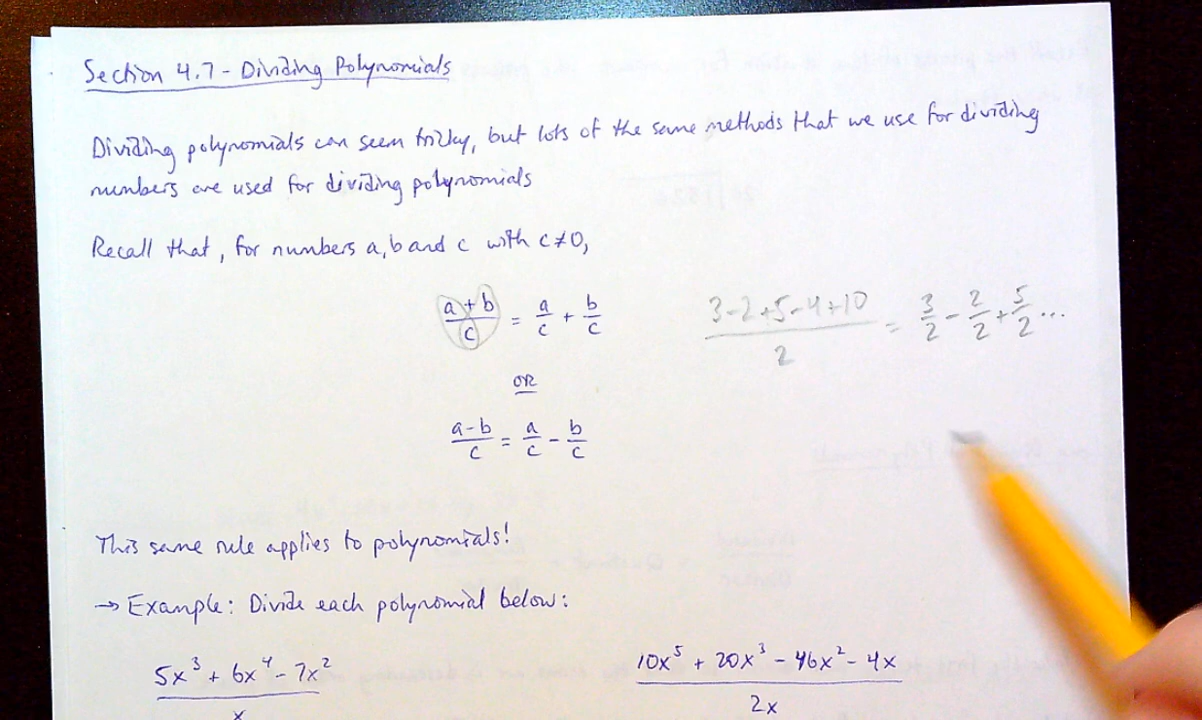 Section 4.7 - Dividing Polynomials
Dividing polynomials can seem tricky, but lots of the same methods that we use for dividing
numbers are used for dividing polynomials
Recall that, for numbers a, b and c with c≠0,
(a+b)/c = a/c + b/c
(3-2+5-4+10)/2 = 3/2 - 2/2 + 5/2 ...
OR
(a-b)/c = a/c - b/c
This same rule applies to polynomials!
→ Example: Divide each polynomial below:
(5x³ + 6x⁴ - 7x²)/x
(10x⁵ + 20x³ - 46x² - 4x)/2x